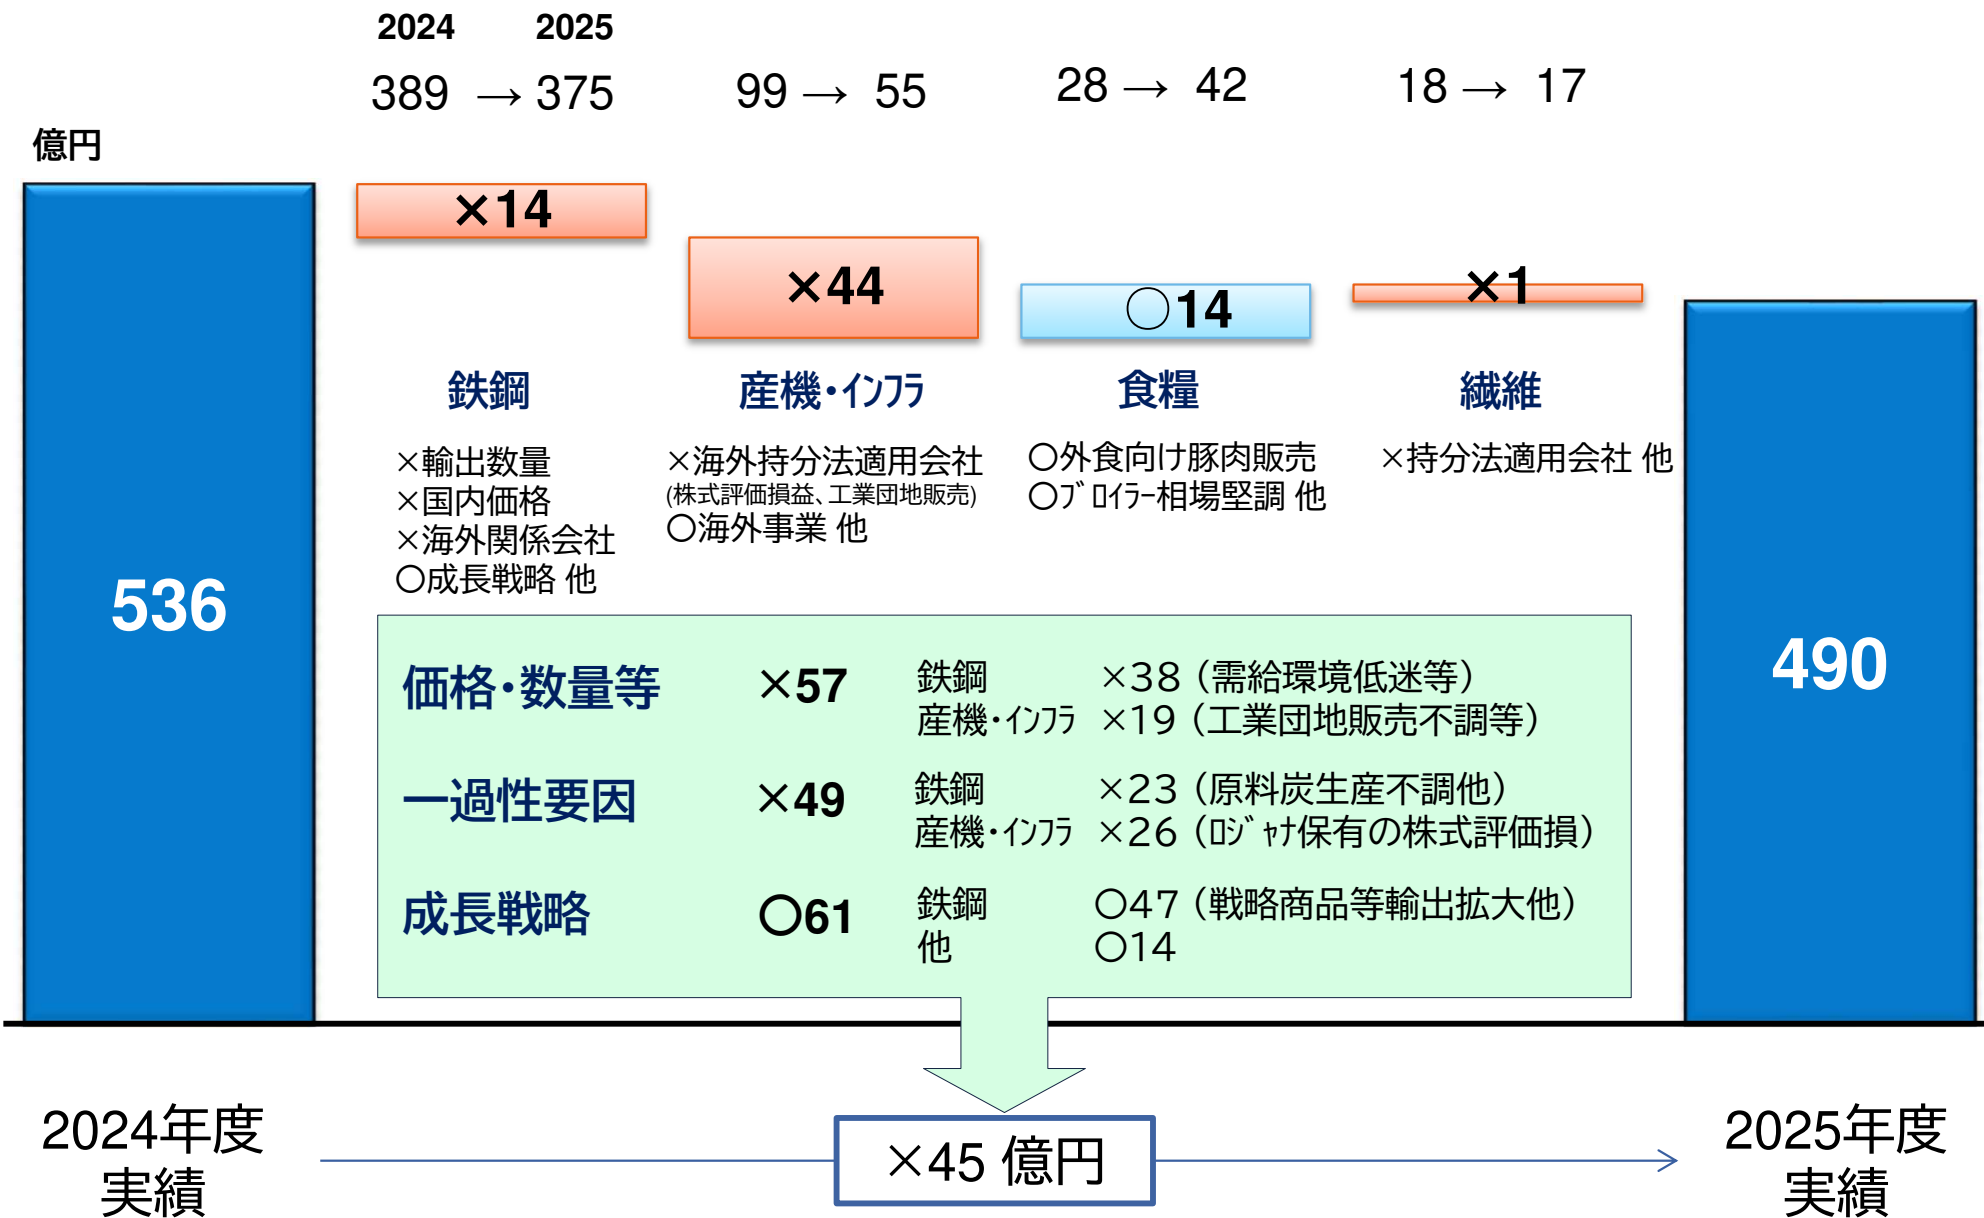 2024 2025
389 → 375
99 → 55
28 → 42
18 → 17
億円
×14
×44
○14
×1
鉄鋼
産機・ｲﾝﾌﾗ
食糧
繊維
×輸出数量
×国内価格
×海外関係会社
○成長戦略 他
×海外持分法適用会社
(株式評価損益、工業団地販売)
○海外事業 他
○外食向け豚肉販売
○ﾌﾞﾛｲﾗｰ相場堅調 他
×持分法適用会社 他
536
490
価格・数量等 ×57 鉄鋼 ×38（需給環境低迷等）
産機・ｲﾝﾌﾗ ×19（工業団地販売不調等）
一過性要因 ×49 鉄鋼 ×23（原料炭生産不調他）
産機・ｲﾝﾌﾗ ×26（ﾛｼﾞｬﾅ保有の株式評価損）
成長戦略 ○61 鉄鋼 ○47（戦略商品等輸出拡大他）
他 ○14
2024年度
実績
×45 億円
2025年度
実績